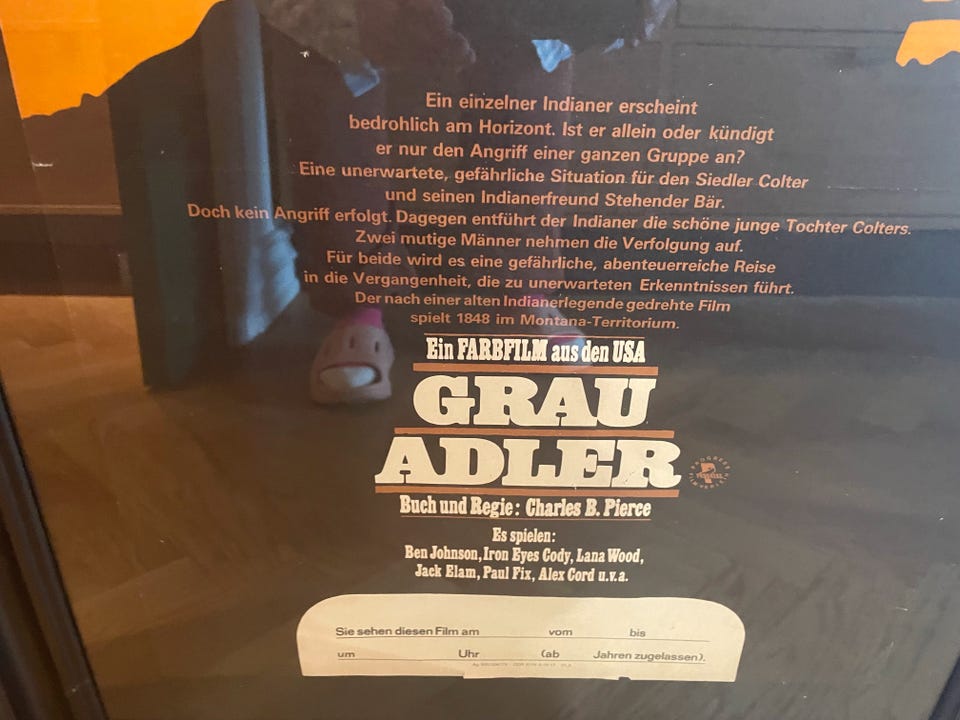 Ein einzelner Indianer erscheint
bedrohlich am Horizont. Ist er allein oder kündigt
er nur den Angriff einer ganzen Gruppe an?
Eine unerwartete, gefährliche Situation für den Siedler Colter
und seinen Indianerfreund Stehender Bär.
Doch kein Angriff erfolgt. Dagegen entführt der Indianer die schöne junge Tochter Colters.
Zwei mutige Männer nehmen die Verfolgung auf.
Für beide wird es eine gefährliche, abenteuerreiche Reise
in die Vergangenheit, die zu unerwarteten Erkenntnissen führt.
Der nach einer alten Indianerlegende gedrehte Film
spielt 1848 im Montana-Territorium.
Ein FARBFILM aus den USA
GRAU
ADLER
PROGRESS
Buch und Regie: Charles B. Pierce
Es spielen:
Ben Johnson, Iron Eyes Cody, Lana Wood,
Jack Elam, Paul Fix, Alex Cord u.v.a.
Sie sehen diesen Film am vom bis
um Uhr (ab Jahren zugelassen).